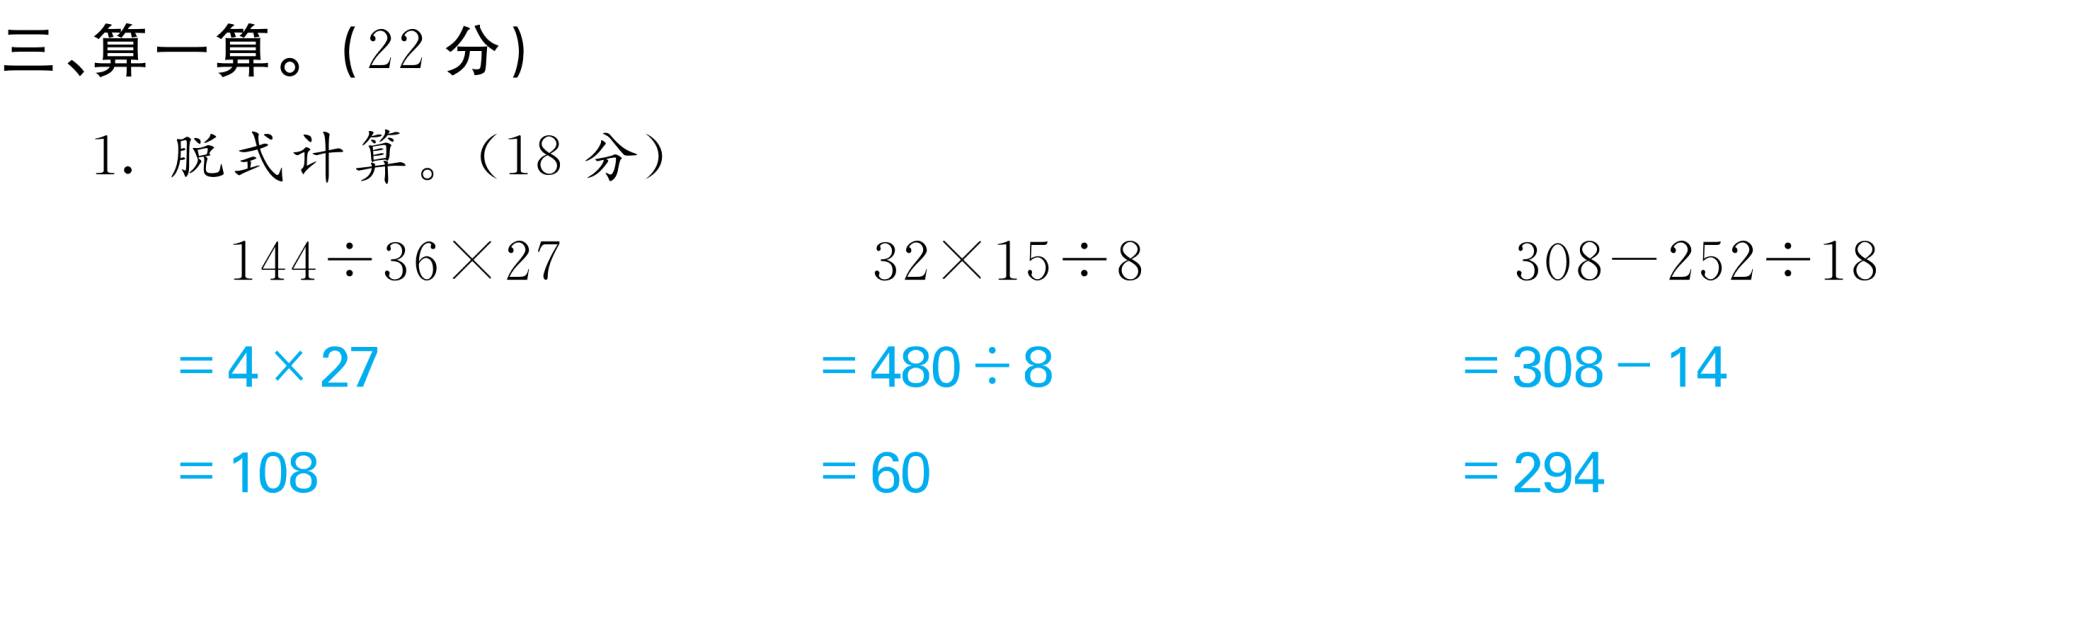 三、算一算。(22 分)
1. 脱式计算。(18 分)
144÷36×27 32×15÷8 308－252÷18
= 4 × 27 = 480 ÷ 8 = 308 − 14
= 108 = 60 = 294